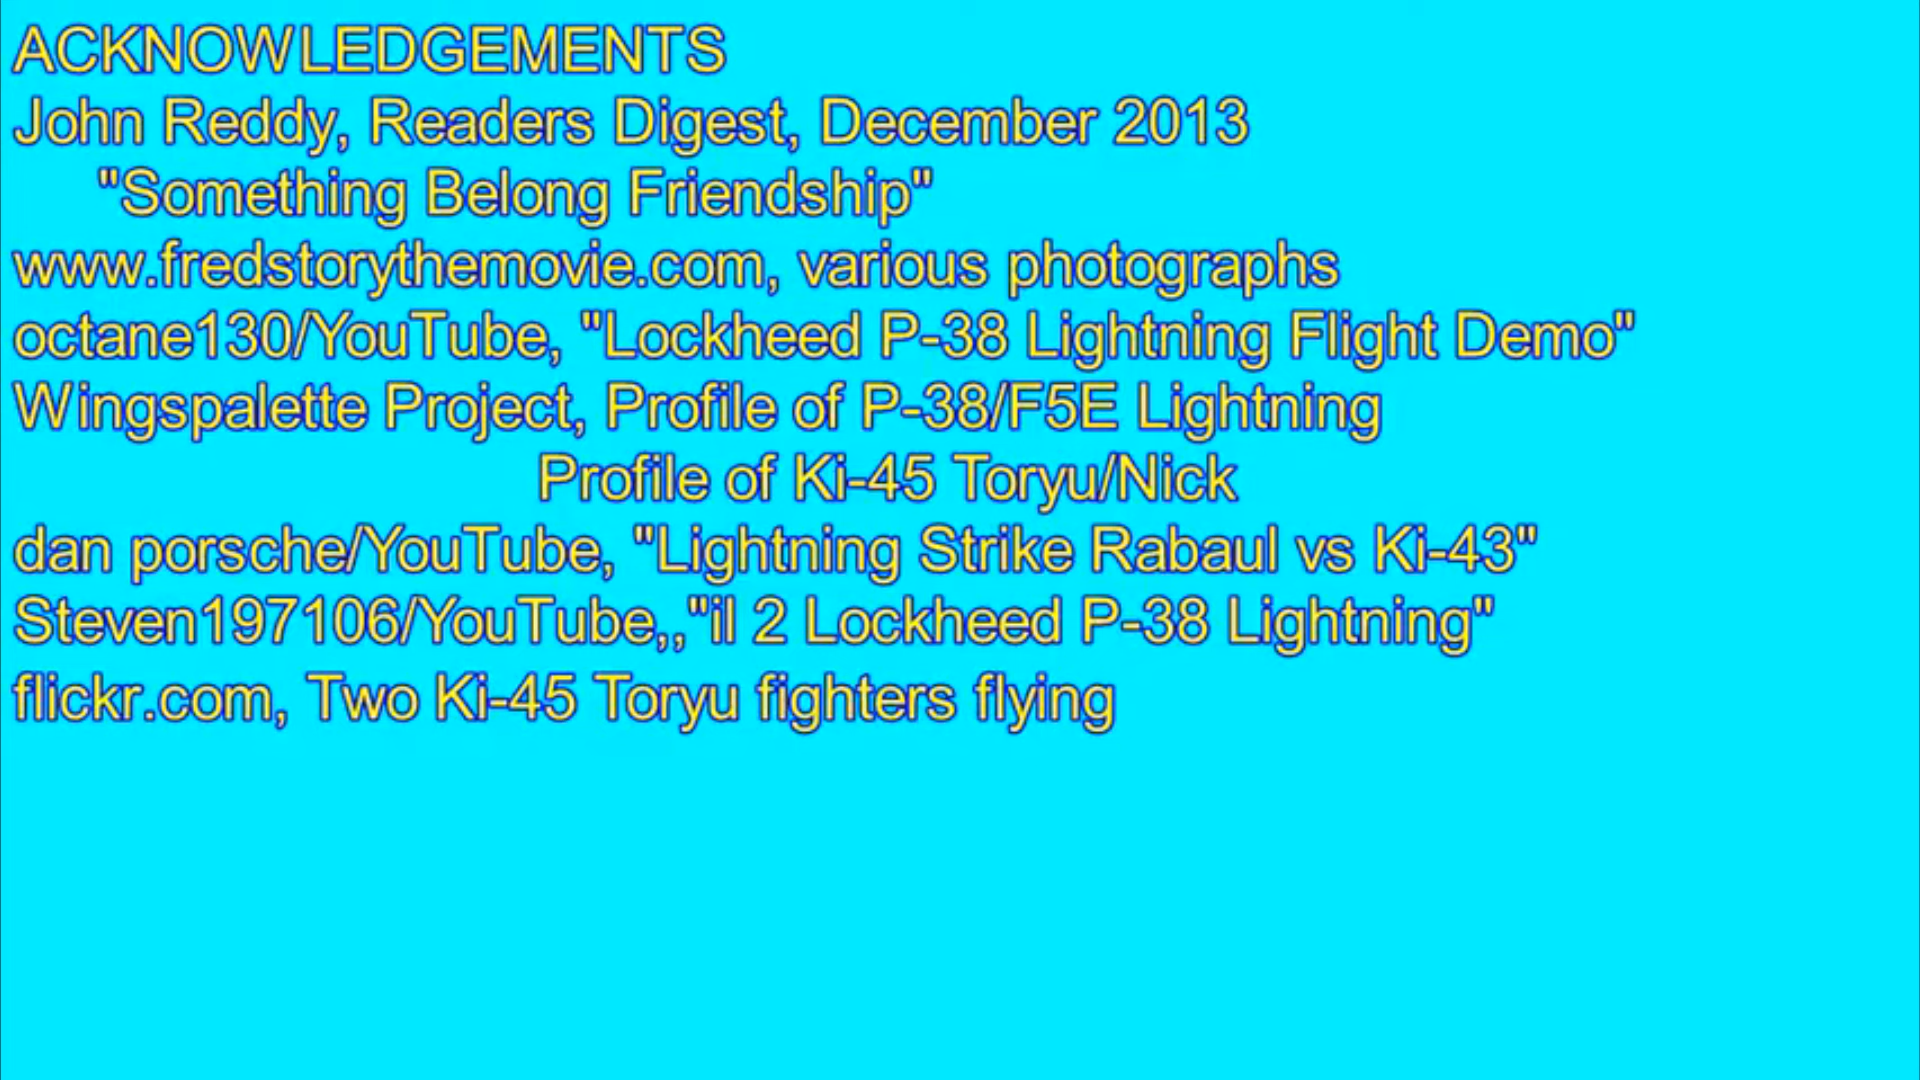 ACKNOWLEDGEMENTS
John Reddy, Readers Digest, December 2013
"Something Belong Friendship"
www.fredstorythemovie.com, various photographs
octane130/YouTube, "Lockheed P-38 Lightning Flight Demo"
Wingspalette Project, Profile of P-38/F5E Lightning
Profile of Ki-45 Toryu/Nick
dan porsche/YouTube, "Lightning Strike Rabaul vs Ki-43"
Steven197106/YouTube,,"il 2 Lockheed P-38 Lightning"
flickr.com, Two Ki-45 Toryu fighters flying